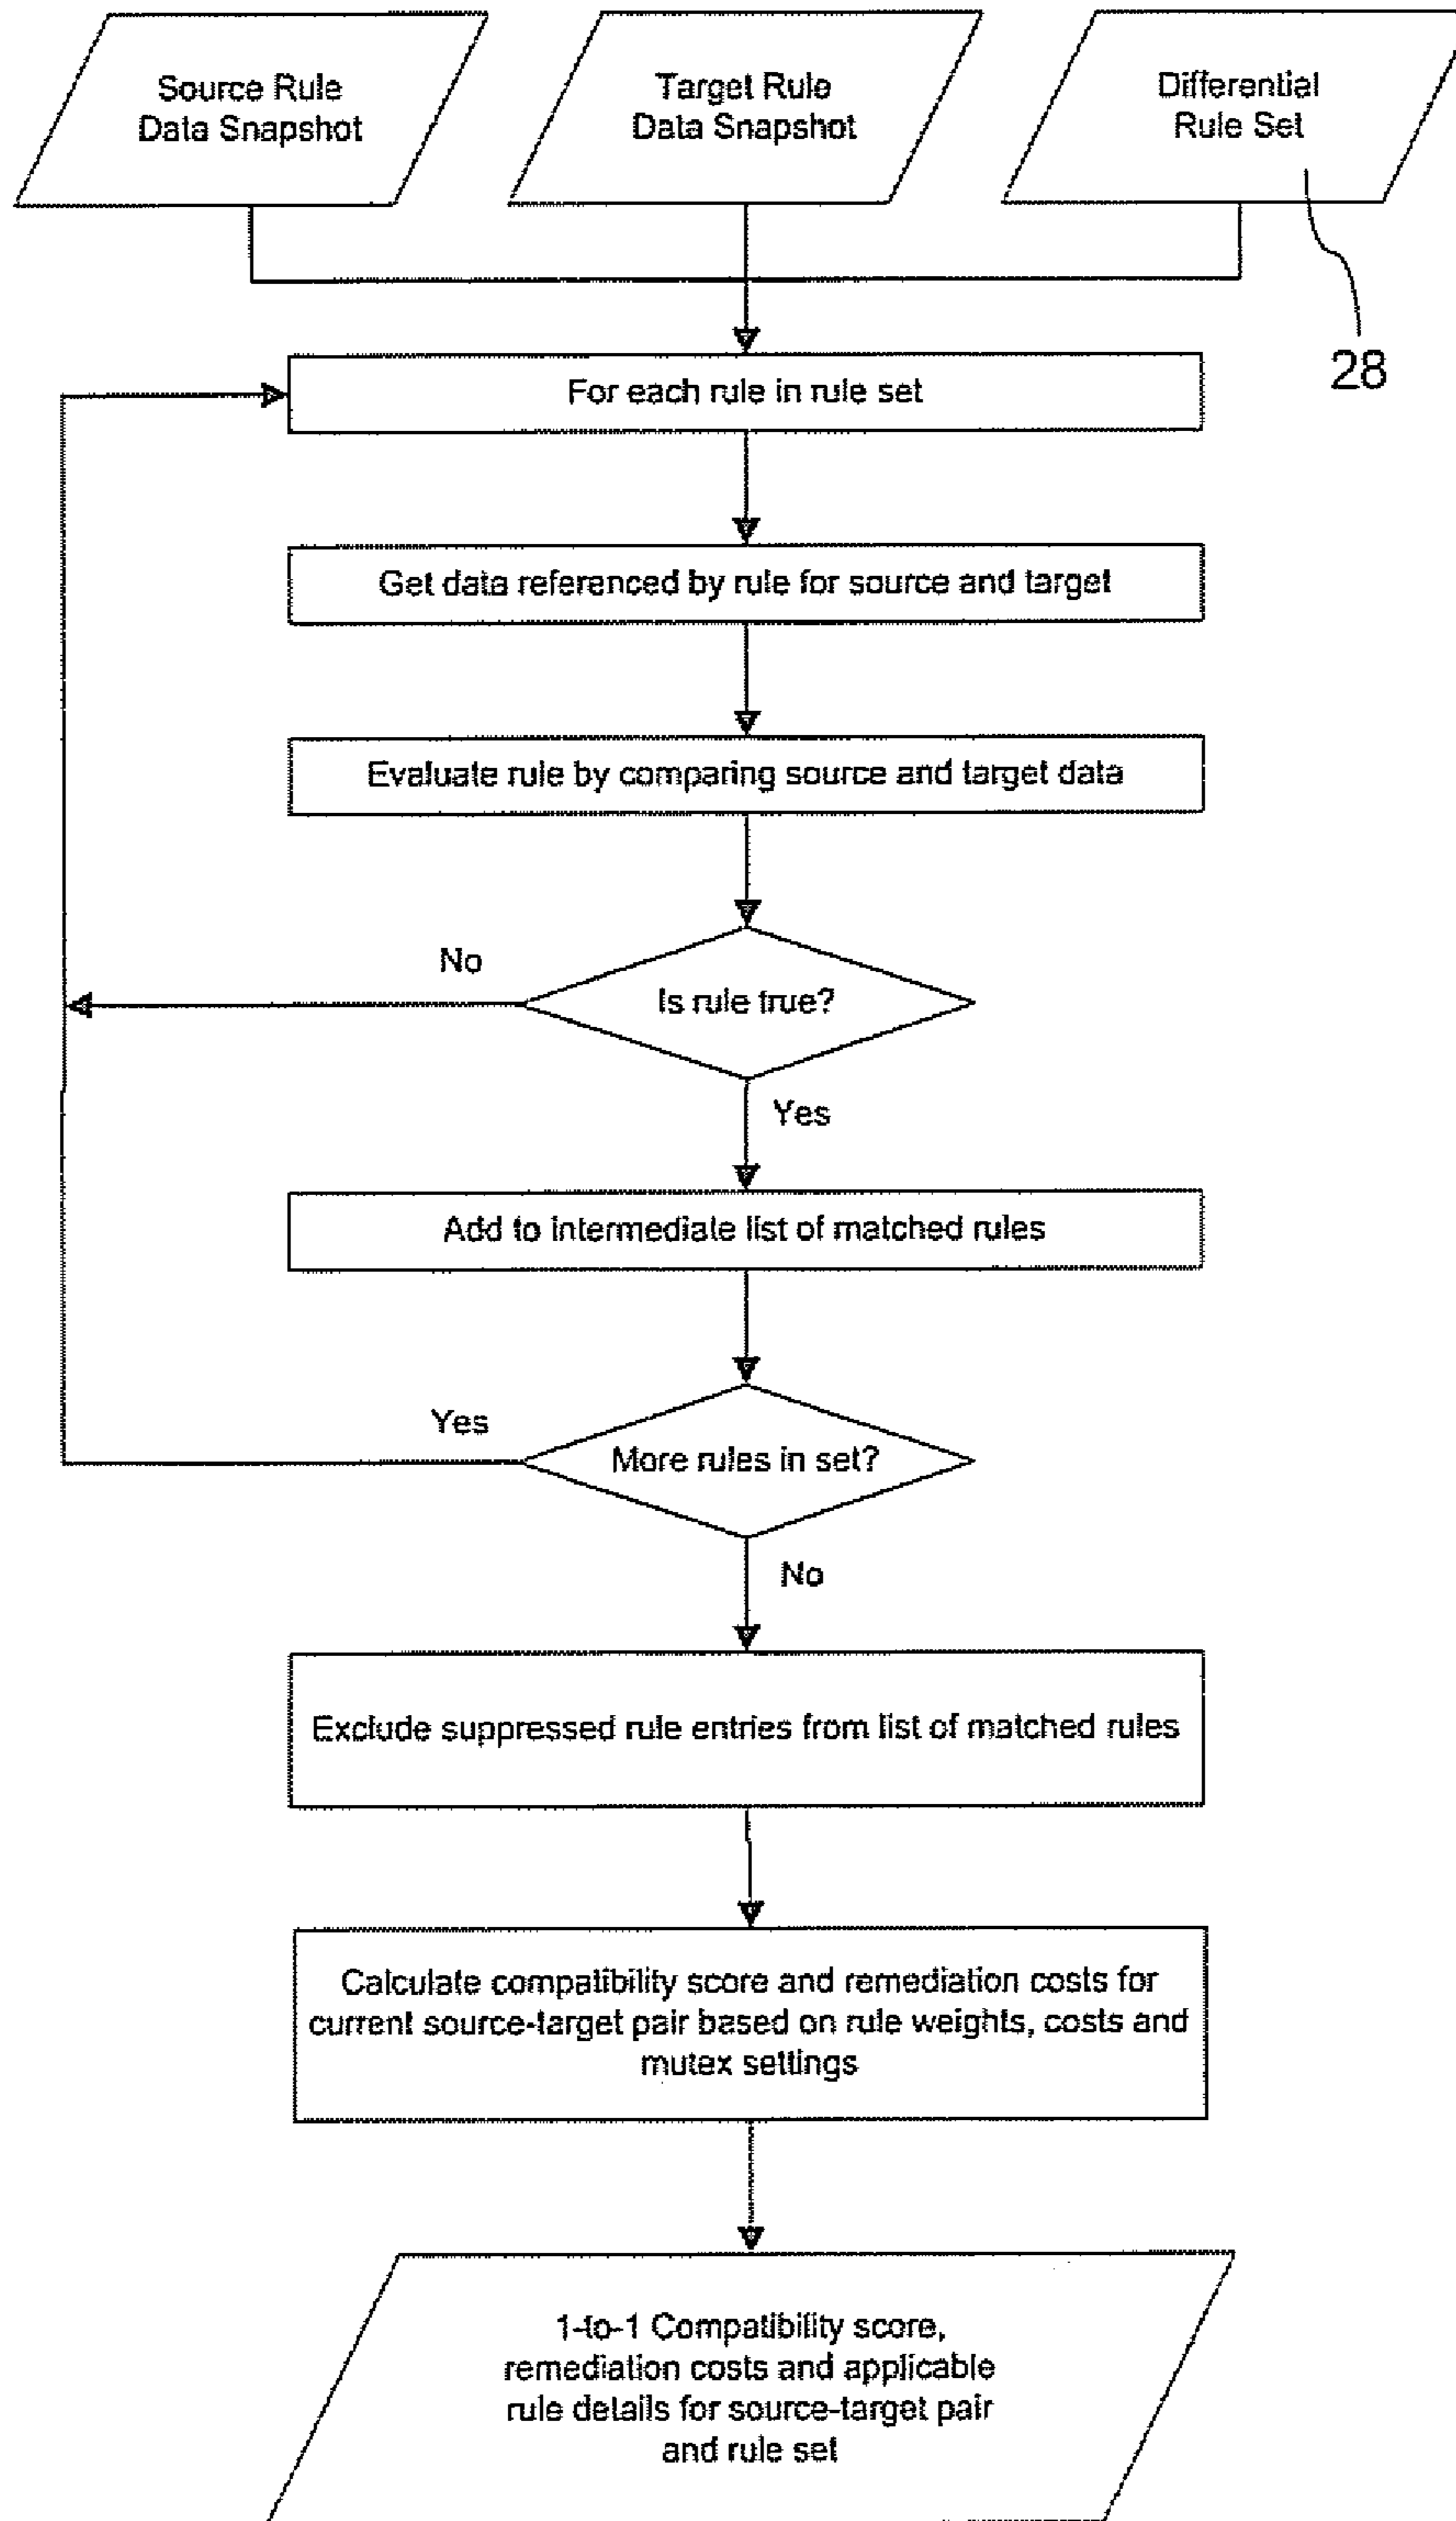 Source Rule
Data Snapshot
Target Rule
Data Snapshot
Differential
Rule Set
28
For each rule in rule set
Get data referenced by rule for source and target
Evaluate rule by comparing source and target data
No
Is rule true?
Yes
Add to intermediate list of matched rules
Yes
More rules in set?
No
Exclude suppressed rule entries from list of matched rules
Calculate compatibility score and remediation costs for
current source-target pair based on rule weights, costs and
mutex settings
1-to-1 Compatibility score,
remediation costs and applicable
rule details for source-target pair
and rule set